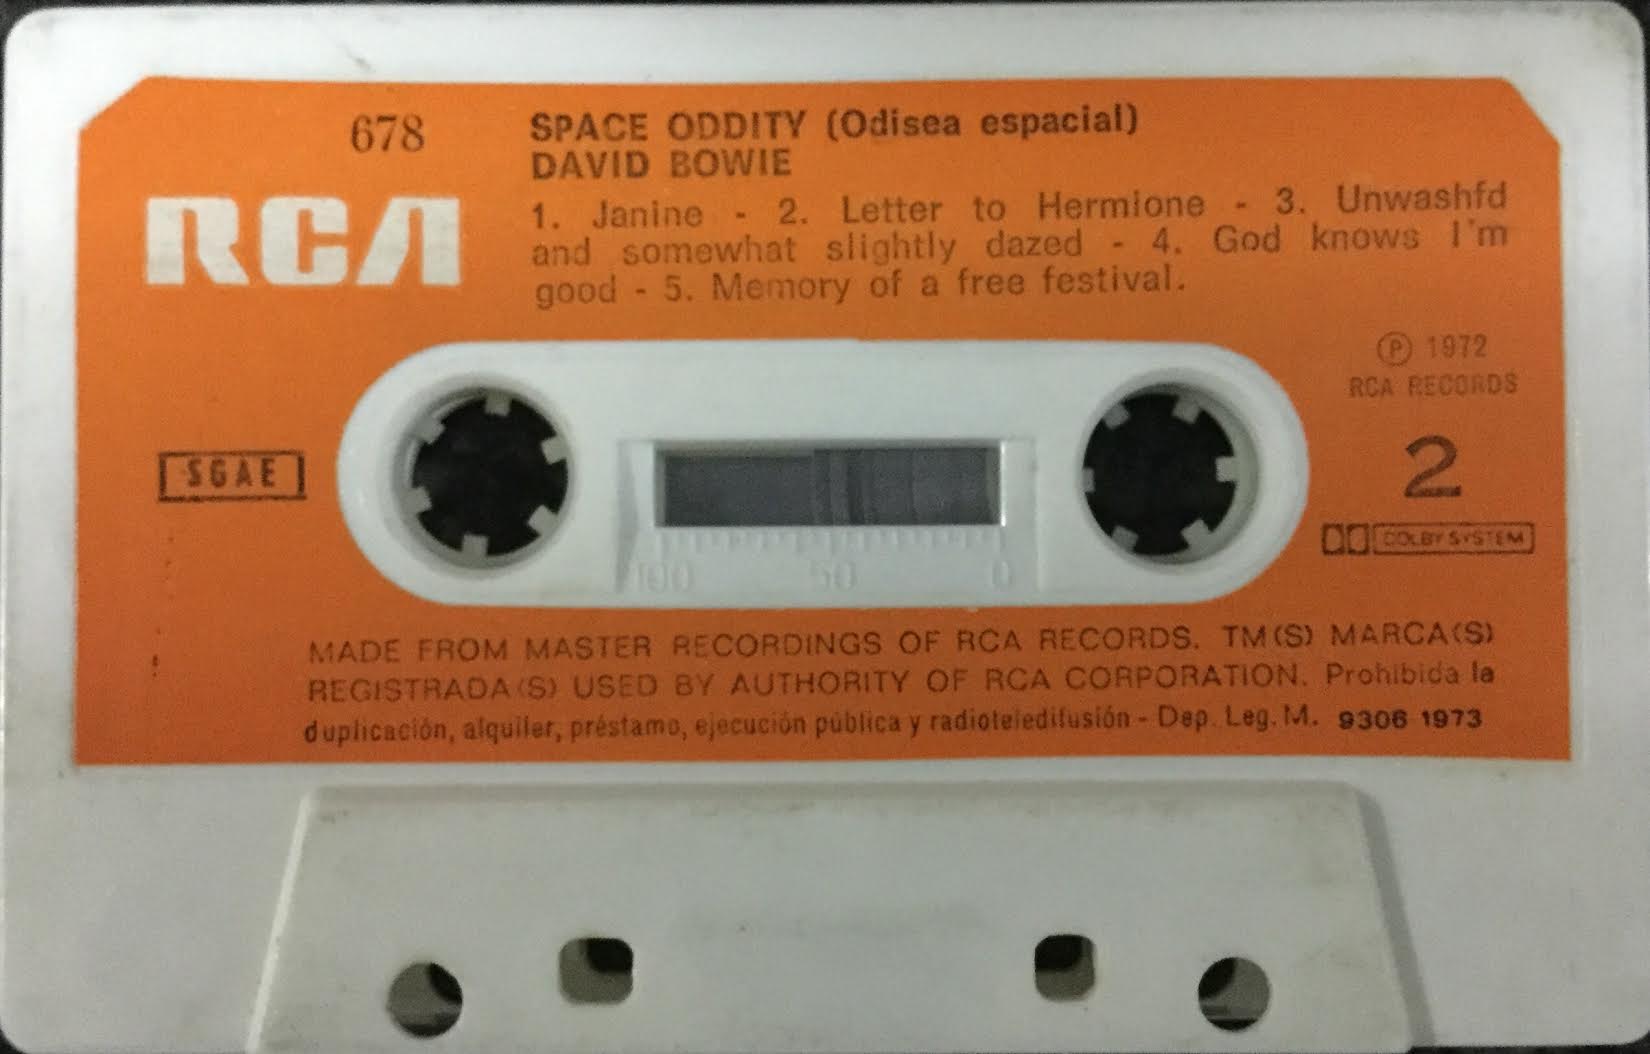 678
SPACE ODDITY (Odisea espacial)
DAVID BOWIE
RCA
1. Janine - 2. Letter to Hermione - 3. Unwashfd
and somewhat slightly dazed - 4. God knows I'm
good - 5. Memory of a free festival.
Ⓟ 1972
RCA RECORDS
SGAE
2
DOLBY SYSTEM
100 50 0
MADE FROM MASTER RECORDINGS OF RCA RECORDS. TM(S) MARCA(S)
REGISTRADA(S) USED BY AUTHORITY OF RCA CORPORATION. Prohibida la
duplicación, alquiler, préstamo, ejecución pública y radioteledifusión - Dep. Leg. M. 9306 1973